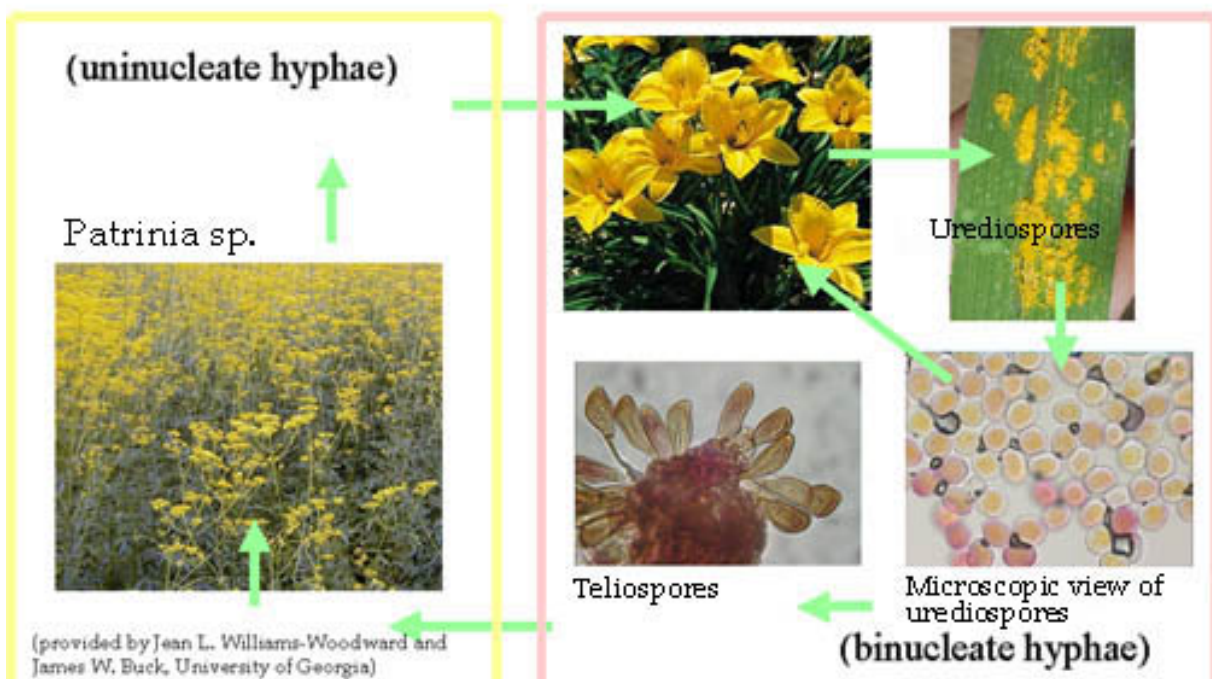 (uninucleate hyphae)
Patrinia sp.
(provided by Jean L. Williams-Woodward and
James W. Buck, University of Georgia)
Urediospores
Teliospores
Microscopic view of
urediospores
(binucleate hyphae)